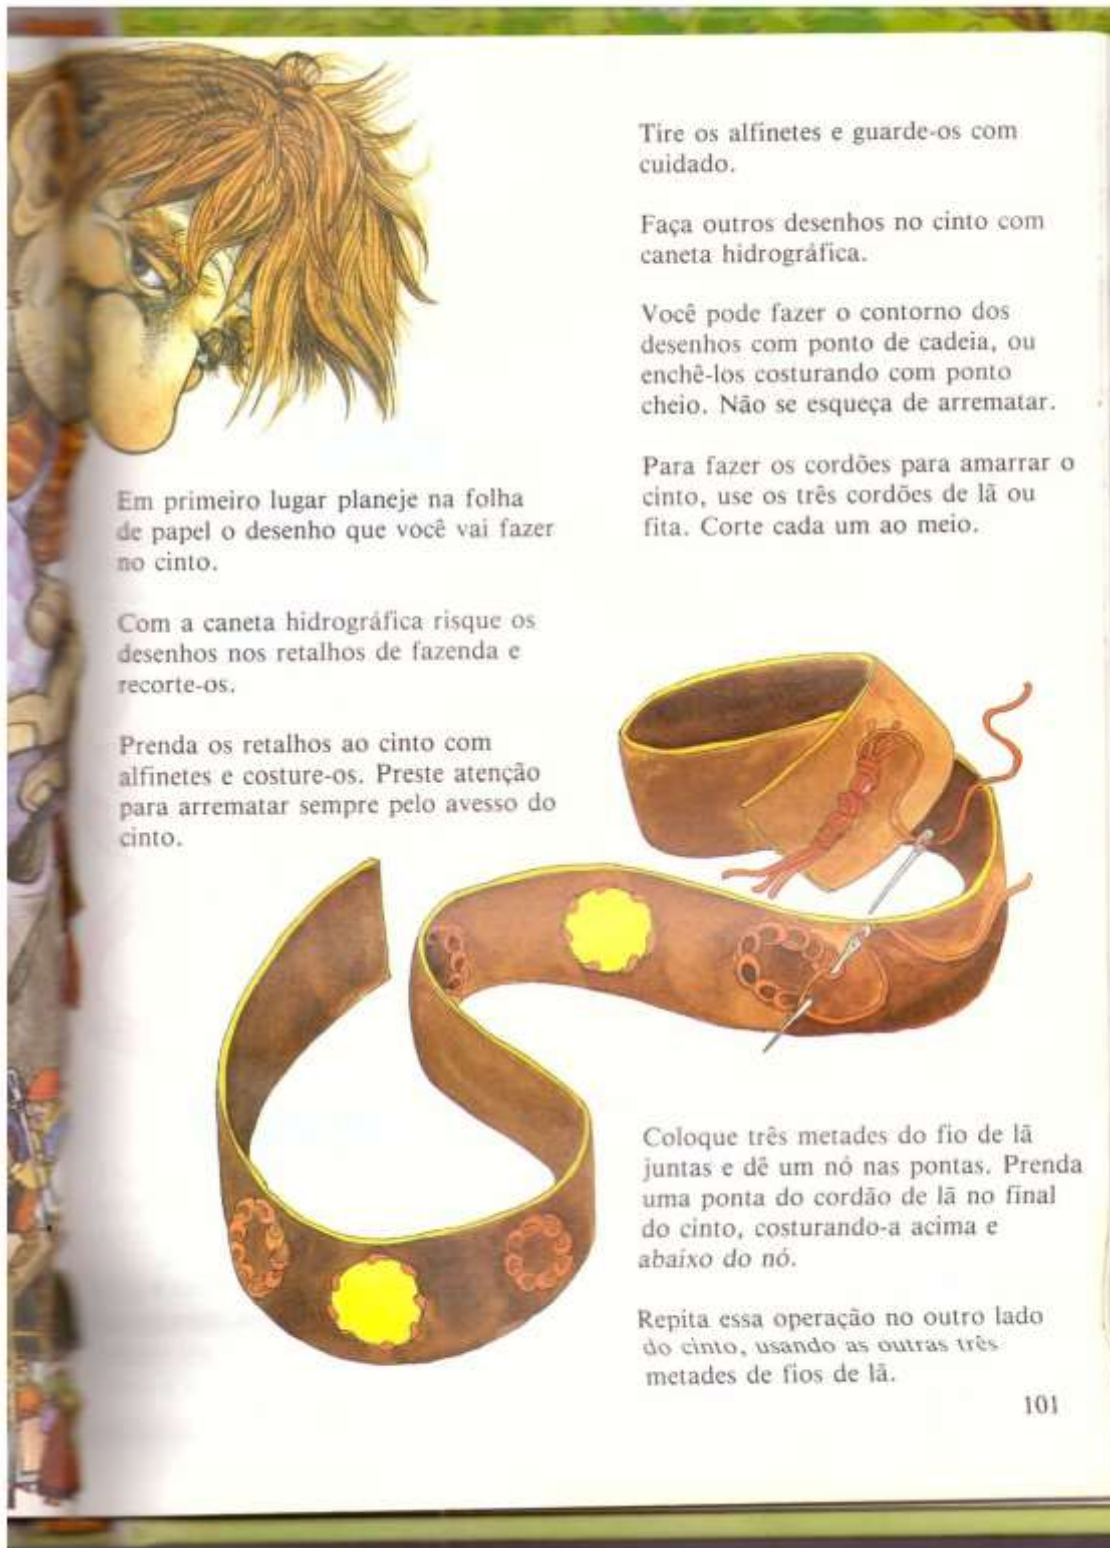 Em primeiro lugar planeje na folha
de papel o desenho que você vai fazer
no cinto.
Com a caneta hidrográfica risque os
desenhos nos retalhos de fazenda e
recorte-os.
Prenda os retalhos ao cinto com
alfinetes e costure-os. Preste atenção
para arrematar sempre pelo avesso do
cinto.
Tire os alfinetes e guarde-os com
cuidado.
Faça outros desenhos no cinto com
caneta hidrográfica.
Você pode fazer o contorno dos
desenhos com ponto de cadeia, ou
enchê-los costurando com ponto
cheio. Não se esqueça de arrematar.
Para fazer os cordões para amarrar o
cinto, use os três cordões de lã ou
fita. Corte cada um ao meio.
Coloque três metades do fio de lã
juntas e dê um nó nas pontas. Prenda
uma ponta do cordão de lã no final
do cinto, costurando-a acima e
abaixo do nó.
Repita essa operação no outro lado
do cinto, usando as outras três
metades de fios de lã.
101